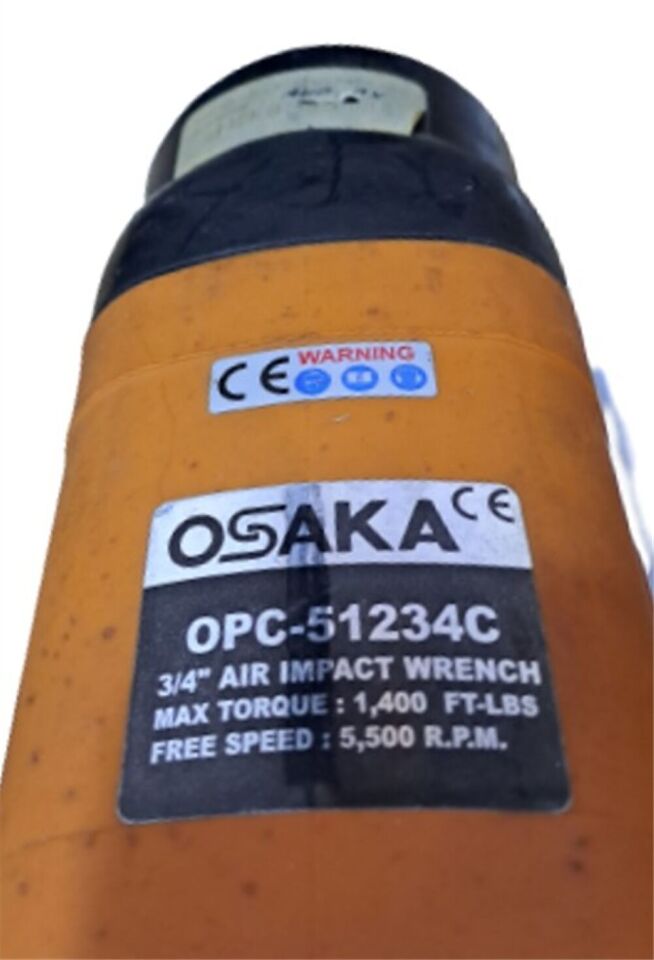 CE WARNING
OSAKA CE
OPC-51234C
3/4" AIR IMPACT WRENCH
MAX TORQUE : 1,400 FT-LBS
FREE SPEED : 5,500 R.P.M.